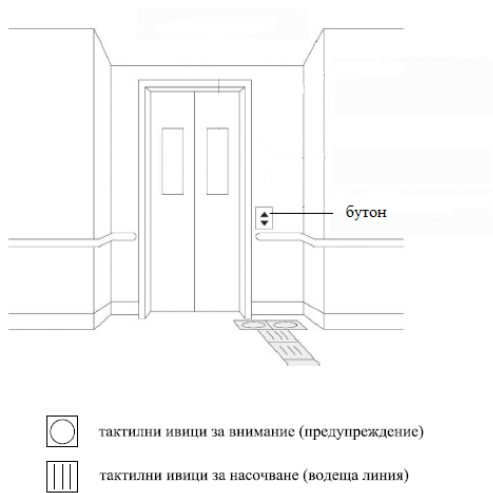 бутон
тактилни ивици за внимание (предупреждение)
тактилни ивици за насочване (водеща линия)